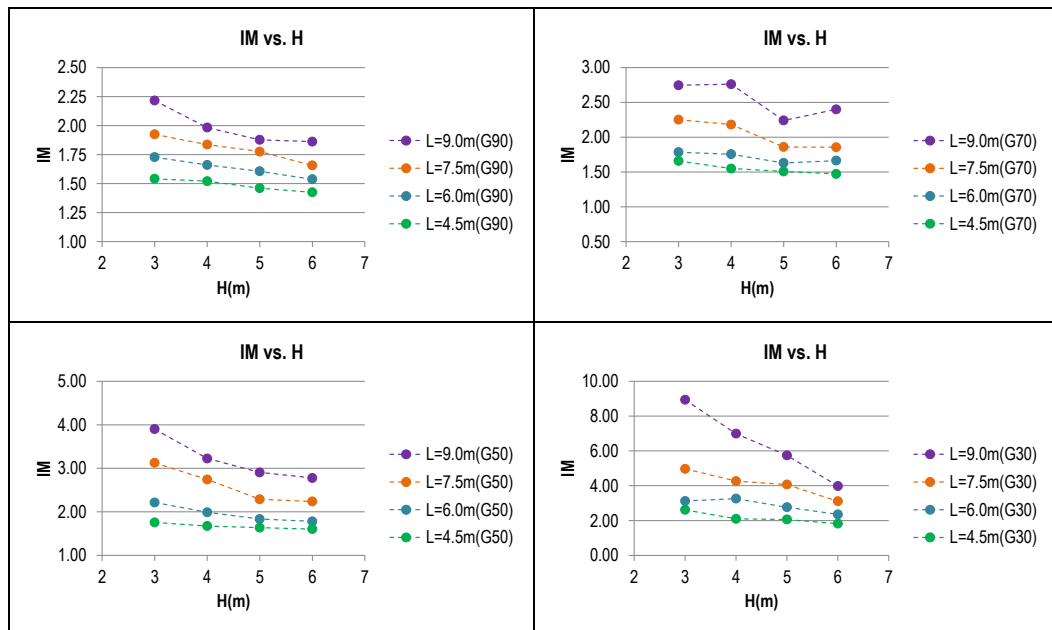 IM vs. H
2.50
2.25
2.00
1.75
1.50
1.25
1.00
IM
2 3 4 5 6 7
H(m)
L=9.0m(G90)
L=7.5m(G90)
L=6.0m(G90)
L=4.5m(G90)
IM vs. H
3.00
2.50
2.00
1.50
1.00
0.50
IM
2 3 4 5 6 7
H(m)
L=9.0m(G70)
L=7.5m(G70)
L=6.0m(G70)
L=4.5m(G70)
IM vs. H
5.00
4.00
3.00
2.00
1.00
IM
2 3 4 5 6 7
H(m)
L=9.0m(G50)
L=7.5m(G50)
L=6.0m(G50)
L=4.5m(G50)
IM vs. H
10.00
8.00
6.00
4.00
2.00
0.00
IM
2 3 4 5 6 7
H(m)
L=9.0m(G30)
L=7.5m(G30)
L=6.0m(G30)
L=4.5m(G30)